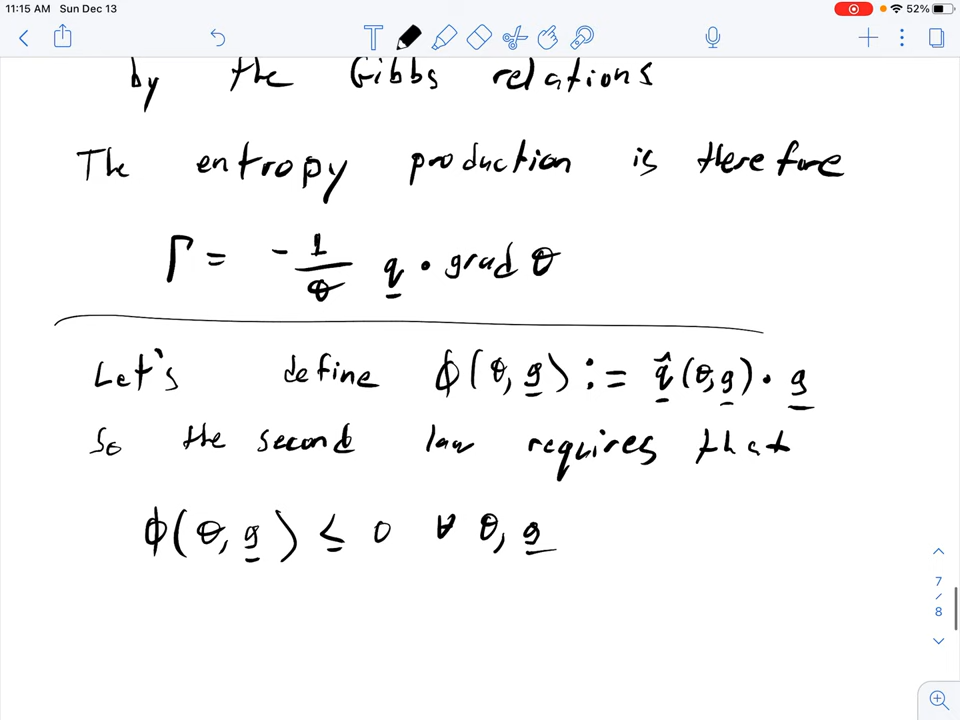 11:15 AM Sun Dec 13
52%
T
by the Gibbs relations
The entropy production is therefore
Γ = -1/θ q · grad θ
Let's define ϕ(θ, g) := q̂(θ, g) · g
So the second law requires that
ϕ(θ, g) ≤ 0 ∀ θ, g
7
/
8